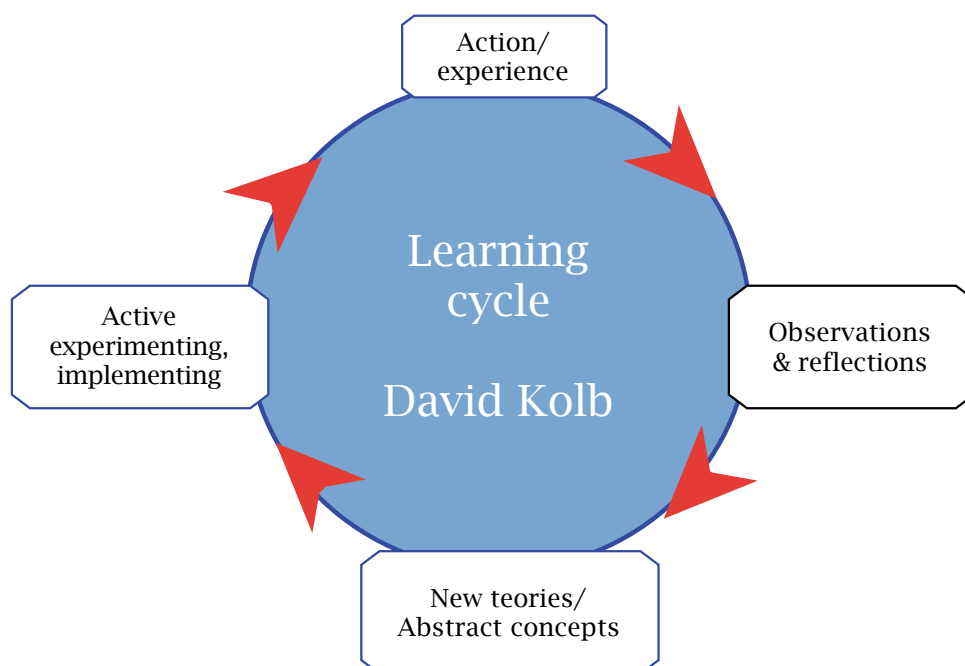 Action/
experience
Learning
cycle
David Kolb
Active
experimenting,
implementing
Observations
& reflections
New teories/
Abstract concepts